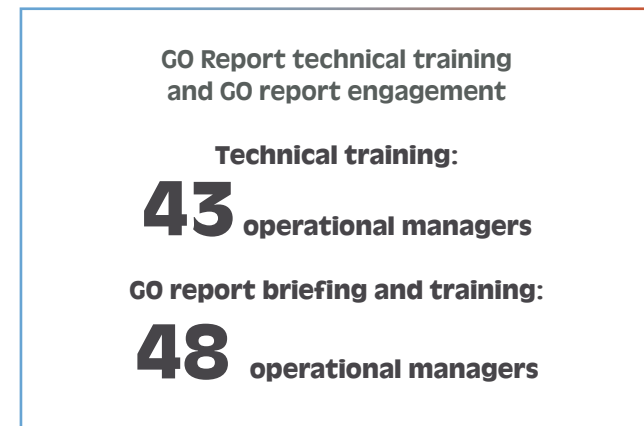 GO Report technical training
and GO report engagement
Technical training:
43 operational managers
GO report briefing and training:
48 operational managers